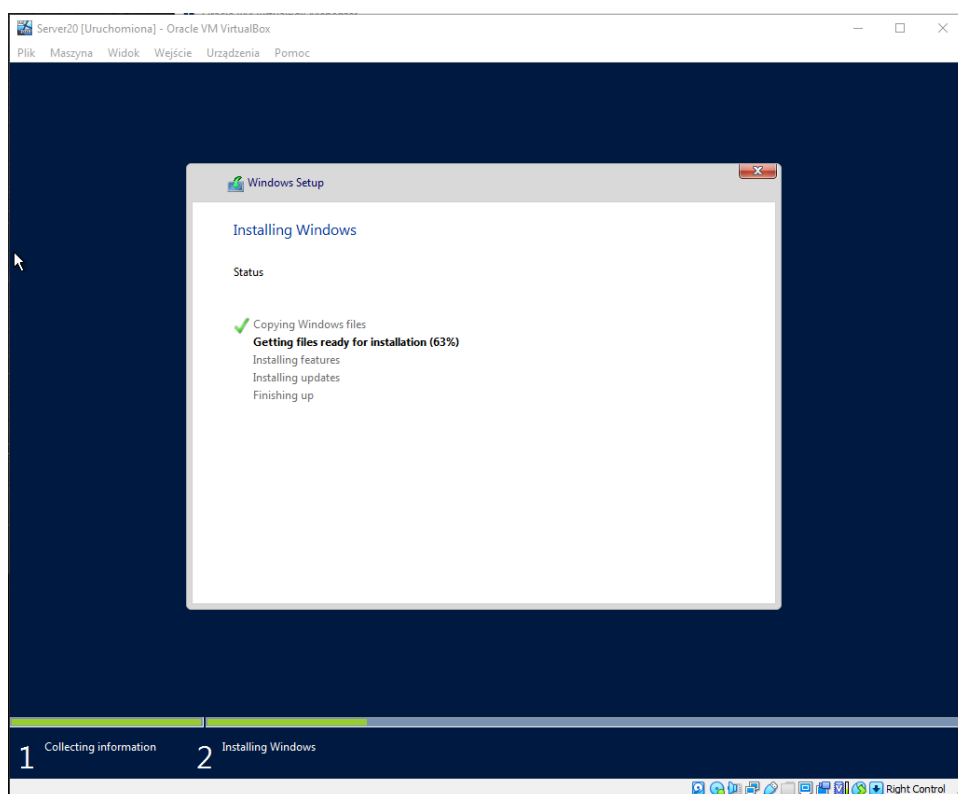 Server20 [Uruchomiona] - Oracle VM VirtualBox
Plik Maszyna Widok Wejście Urządzenia Pomoc
Windows Setup
Installing Windows
Status
Copying Windows files
Getting files ready for installation (63%)
Installing features
Installing updates
Finishing up
1 Collecting information 2 Installing Windows
Right Control